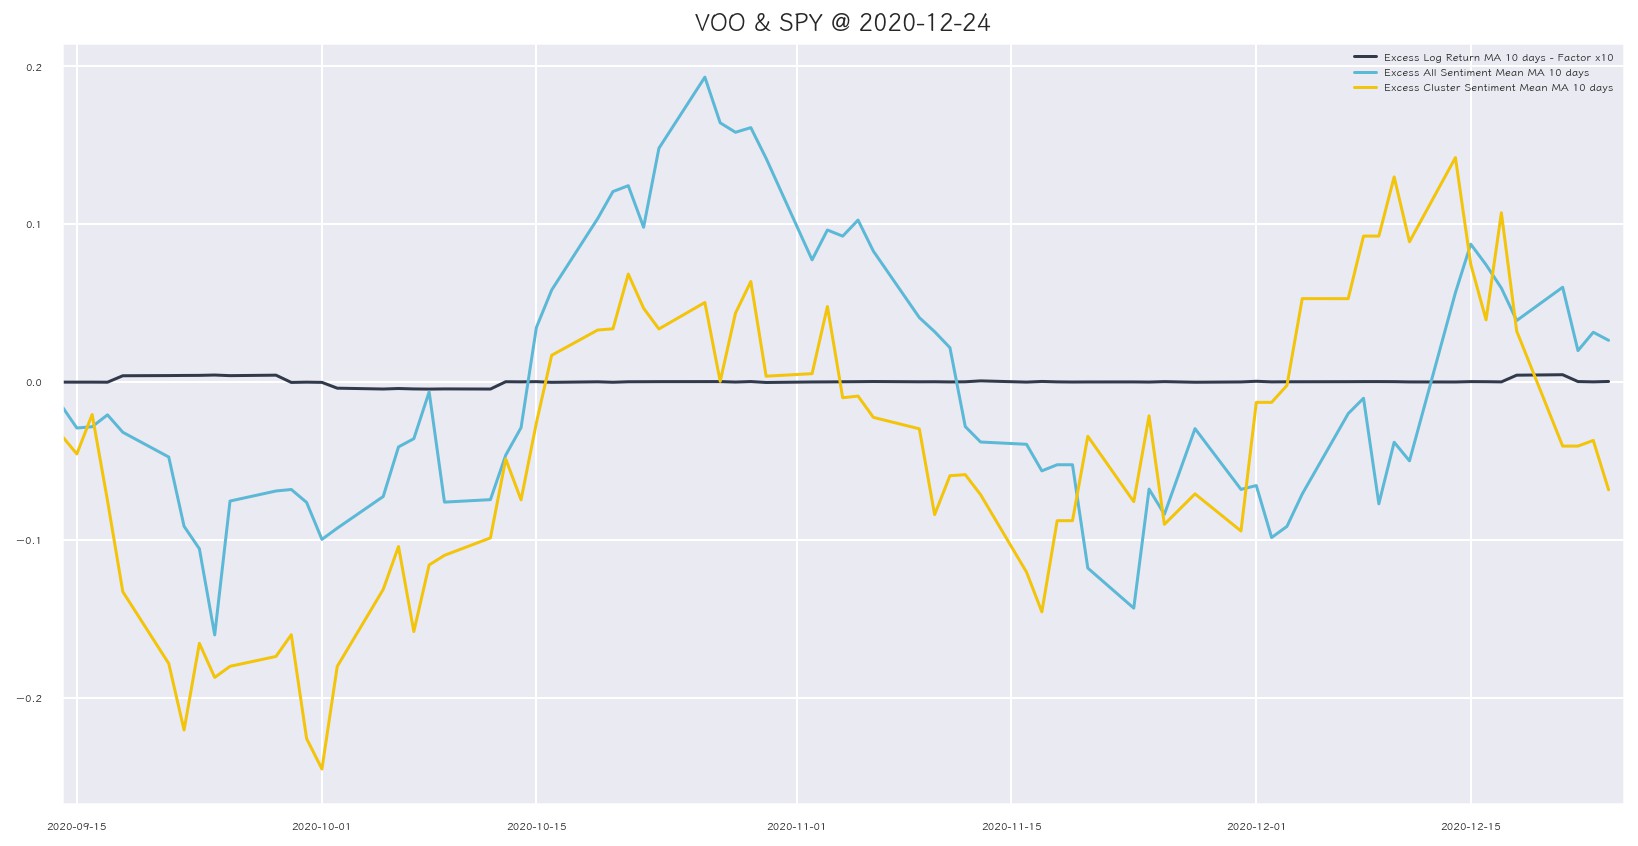 VOO & SPY @ 2020-12-24
Excess Log Return MA 10 days - Factor x10
Excess All Sentiment Mean MA 10 days
Excess Cluster Sentiment Mean MA 10 days
0.2
0.1
0.0
−0.1
−0.2
2020-09-15 2020-10-01 2020-10-15 2020-11-01 2020-11-15 2020-12-01 2020-12-15